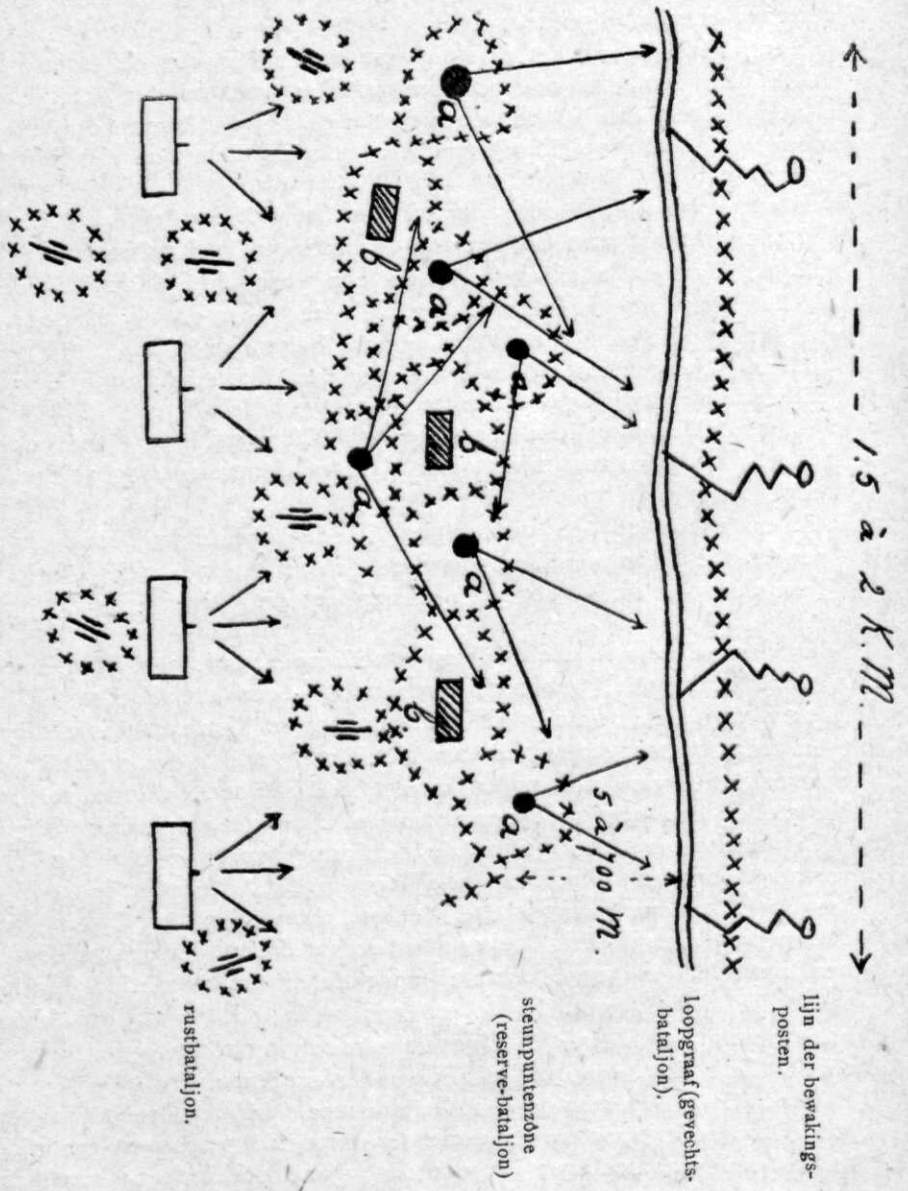 1.5 à 2 K.M.
lijn der bewakings-
posten.
loopgraaf (gevechts-
bataljon).
5 à 700 m.
steunpuntenzône
(reserve-bataljon)
a
a
a
a
a
a
b
b
b
rustbataljon.